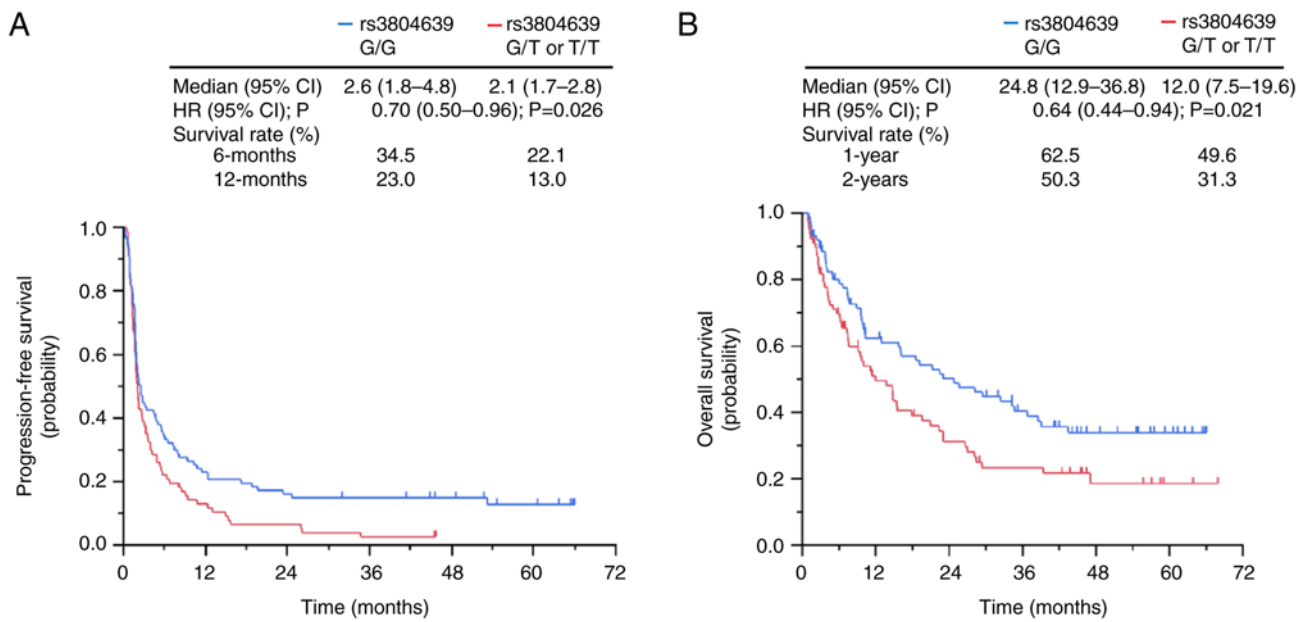 A
rs3804639 rs3804639
G/G G/T or T/T
Median (95% CI) 2.6 (1.8–4.8) 2.1 (1.7–2.8)
HR (95% CI); P 0.70 (0.50–0.96); P=0.026
Survival rate (%)
6-months 34.5 22.1
12-months 23.0 13.0
Progression-free survival
(probability)
1.0
0.8
0.6
0.4
0.2
0.0
0 12 24 36 48 60 72
Time (months)
B
rs3804639 rs3804639
G/G G/T or T/T
Median (95% CI) 24.8 (12.9–36.8) 12.0 (7.5–19.6)
HR (95% CI); P 0.64 (0.44–0.94); P=0.021
Survival rate (%)
1-year 62.5 49.6
2-years 50.3 31.3
Overall survival
(probability)
1.0
0.8
0.6
0.4
0.2
0.0
0 12 24 36 48 60 72
Time (months)